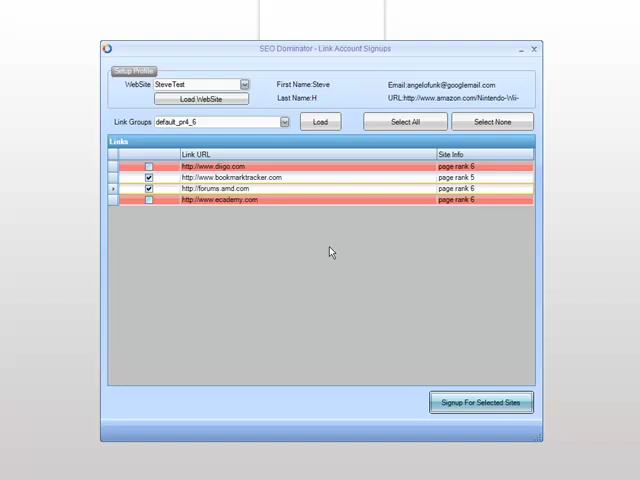 SEO Dominator - Link Account Signups
Setup Profile
WebSite SteveTest First Name:Steve Email:angelofunk@googlemail.com
Load WebSite Last Name:H URL:http://www.amazon.com/Nintendo-Wii-
Link Groups default_pr4_6 Load Select All Select None
Links
Link URL Site Info
http://www.diigo.com page rank 6
http://www.bookmarktracker.com page rank 5
http://forums.amd.com page rank 6
http://www.ecademy.com page rank 6
Signup For Selected Sites